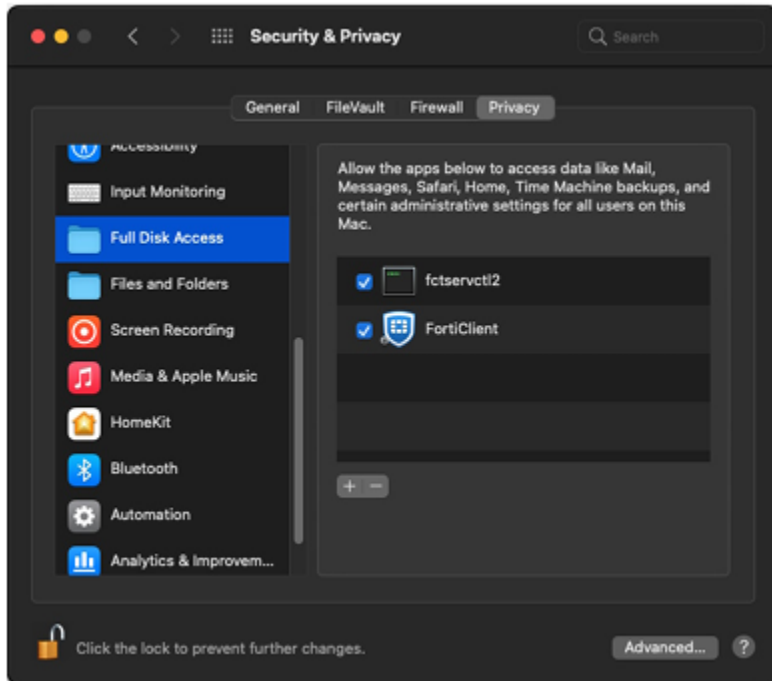 Security & Privacy
Search
General
FileVault
Firewall
Privacy
Accessibility
Input Monitoring
Full Disk Access
Files and Folders
Screen Recording
Media & Apple Music
HomeKit
Bluetooth
Automation
Analytics & Improvem...
Allow the apps below to access data like Mail,
Messages, Safari, Home, Time Machine backups, and
certain administrative settings for all users on this
Mac.
fctservctl2
FortiClient
+ −
Click the lock to prevent further changes.
Advanced...
?